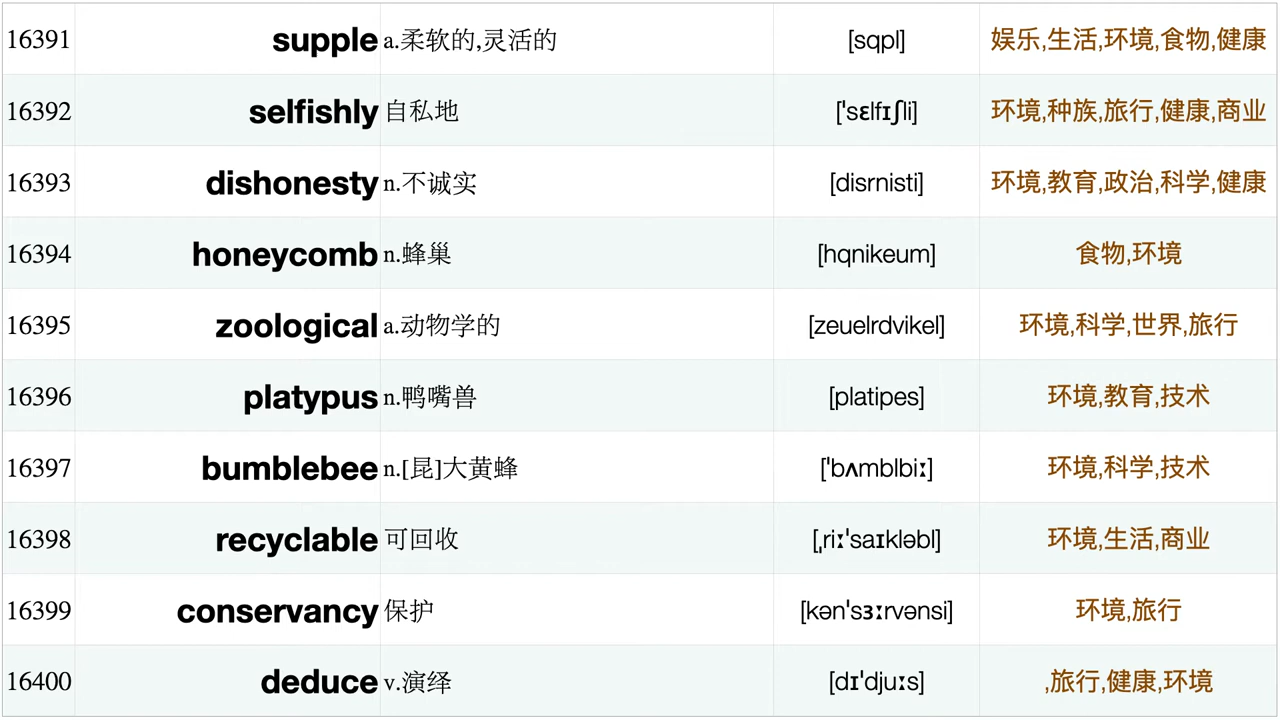 16391 supple a.柔软的,灵活的 [sqpl] 娱乐,生活,环境,食物,健康
16392 selfishly 自私地 ['sɛlfɪʃli] 环境,种族,旅行,健康,商业
16393 dishonesty n.不诚实 [disrnisti] 环境,教育,政治,科学,健康
16394 honeycomb n.蜂巢 [hqnikeum] 食物,环境
16395 zoological a.动物学的 [zeuelrdvikel] 环境,科学,世界,旅行
16396 platypus n.鸭嘴兽 [platipes] 环境,教育,技术
16397 bumblebee n.[昆]大黄蜂 ['bʌmblbiː] 环境,科学,技术
16398 recyclable 可回收 [ˌriː'saɪkləbl] 环境,生活,商业
16399 conservancy 保护 [kən'sɜːrvənsi] 环境,旅行
16400 deduce v.演绎 [dɪ'djuːs] ,旅行,健康,环境